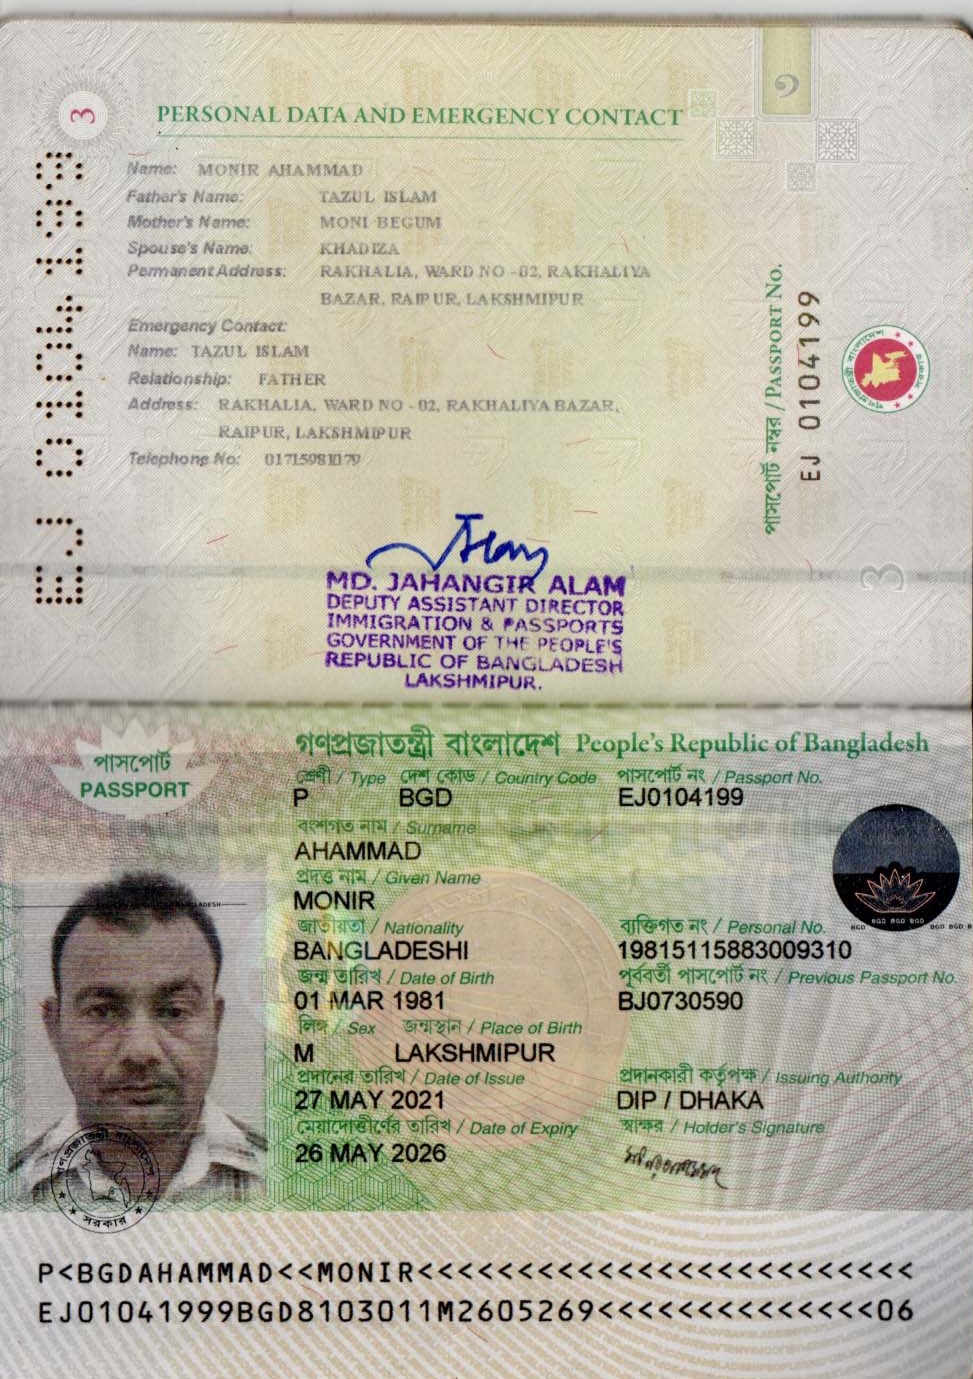 3
EJ 0104199
PERSONAL DATA AND EMERGENCY CONTACT
Name: MONIR AHAMMAD
Father's Name: TAZUL ISLAM
Mother's Name: MONI BEGUM
Spouse's Name: KHADIZA
Permanent Address: RAKHALIA, WARD NO - 02, RAKHALIYA
BAZAR, RAIPUR, LAKSHMIPUR
Emergency Contact:
Name: TAZUL ISLAM
Relationship: FATHER
Address: RAKHALIA, WARD NO - 02, RAKHALIYA BAZAR,
RAIPUR, LAKSHMIPUR
Telephone No: 01715981079
পাসপোর্ট নম্বর / PASSPORT No.
EJ 0104199
3
MD. JAHANGIR ALAM
DEPUTY ASSISTANT DIRECTOR
IMMIGRATION & PASSPORTS
GOVERNMENT OF THE PEOPLE'S
REPUBLIC OF BANGLADESH
LAKSHMIPUR.
পাসপোর্ট
PASSPORT
গণপ্রজাতন্ত্রী বাংলাদেশ People's Republic of Bangladesh
শ্রেণী / Type দেশ কোড / Country Code পাসপোর্ট নং / Passport No.
P BGD EJ0104199
বংশগত নাম / Surname
AHAMMAD
প্রদত্ত নাম / Given Name
MONIR
জাতীয়তা / Nationality ব্যক্তিগত নং / Personal No.
BANGLADESHI 19815115883009310
জন্ম তারিখ / Date of Birth পূর্ববর্তী পাসপোর্ট নং / Previous Passport No.
01 MAR 1981 BJ0730590
লিঙ্গ / Sex জন্মস্থান / Place of Birth
M LAKSHMIPUR
প্রদানের তারিখ / Date of Issue প্রদানকারী কর্তৃপক্ষ / Issuing Authority
27 MAY 2021 DIP / DHAKA
মেয়াদোত্তীর্ণের তারিখ / Date of Expiry স্বাক্ষর / Holder's Signature
26 MAY 2026
BGD BGD BGD
BGD BGD BGD
সরকার
P<BGDAHAMMAD<<MONIR<<<<<<<<<<<<<<<<<<<<<<<<<
EJ01041999BGD8103011M2605269<<<<<<<<<<<<<<06